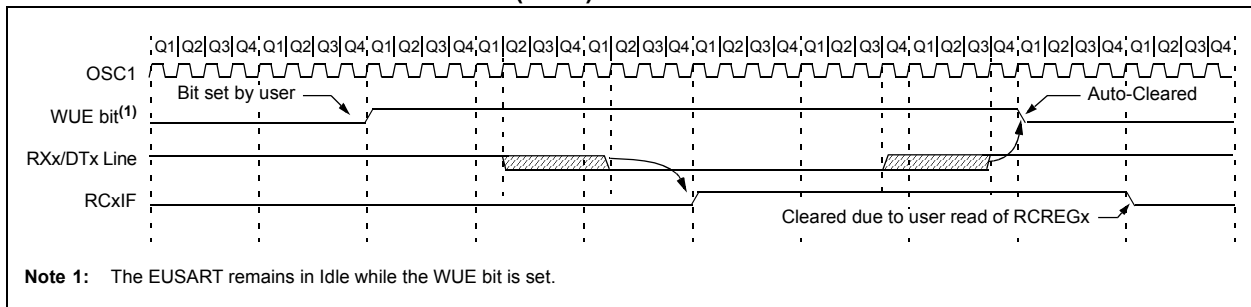 Q1 Q2 Q3 Q4 Q1 Q2 Q3 Q4 Q1 Q2 Q3 Q4 Q1 Q2 Q3 Q4 Q1 Q2 Q3 Q4 Q1 Q2 Q3 Q4 Q1 Q2 Q3 Q4 Q1 Q2 Q3 Q4 Q1 Q2 Q3 Q4 Q1 Q2 Q3 Q4
OSC1
Bit set by user
Auto-Cleared
WUE bit(1)
RXx/DTx Line
RCxIF
Cleared due to user read of RCREGx
Note 1: The EUSART remains in Idle while the WUE bit is set.